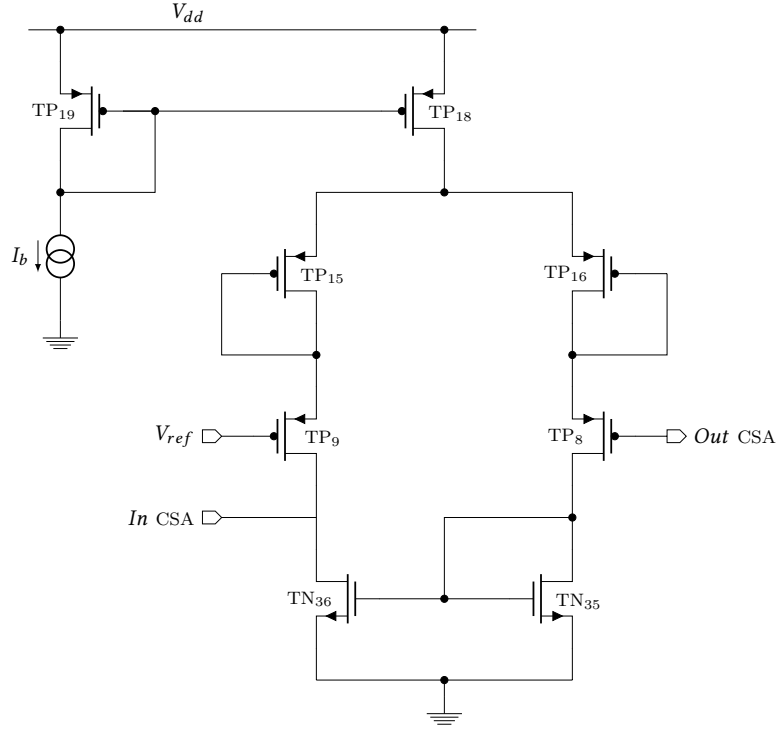 V_dd
TP_19
TP_18
I_b
TP_15
TP_16
V_ref
TP_9
TP_8
Out CSA
In CSA
TN_36
TN_35